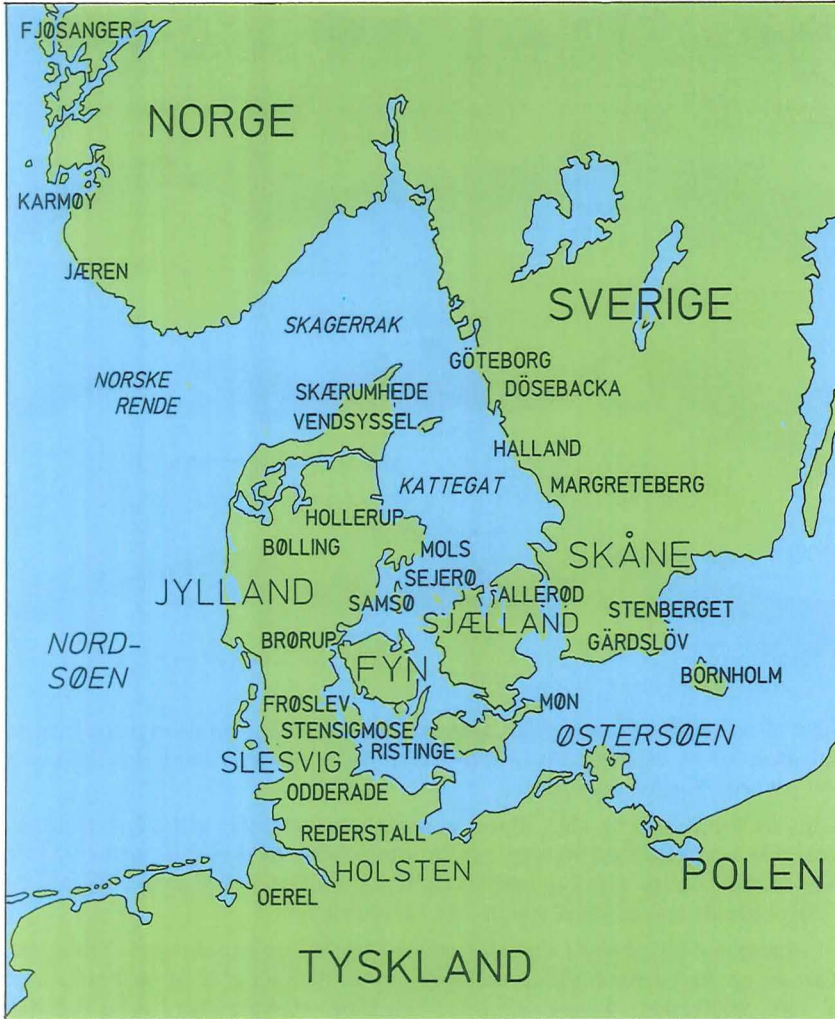 FJØSANGER
NORGE
KARMØY
JÆREN
SVERIGE
SKAGERRAK
GÖTEBORG
NORSKE
RENDE
SKÆRUMHEDE
DÖSEBACKA
VENDSYSSEL
HALLAND
KATTEGAT
MARGRETEBERG
HOLLERUP
BØLLING
MOLS
SKÅNE
SEJERØ
JYLLAND
SAMSØ
ALLERØD
STENBERGET
SJÆLLAND
NORD-
SØEN
BRØRUP
GÄRDSLÖV
FYN
BORNHOLM
FRØSLEV
MØN
STENSIGMOSE
ØSTERSØEN
RISTINGE
SLESVIG
ODDERADE
REDERSTALL
HOLSTEN
POLEN
OEREL
TYSKLAND